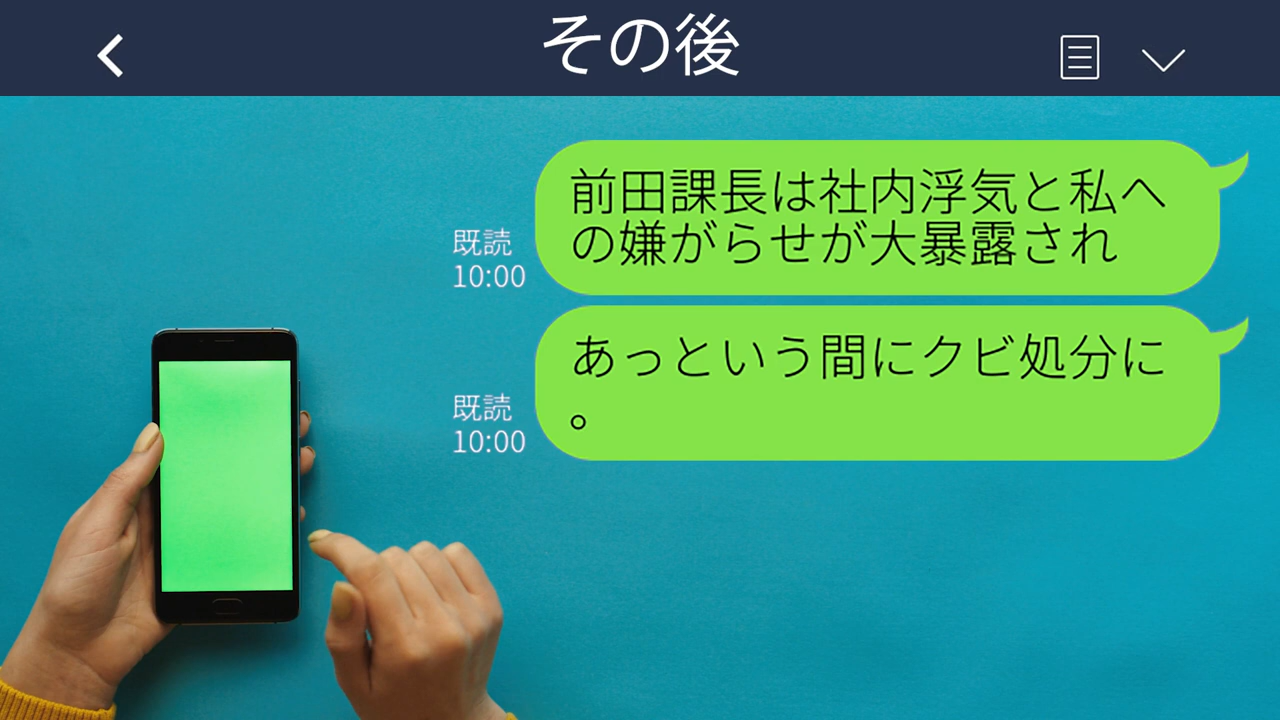 その後
前田課長は社内浮気と私へ
の嫌がらせが大暴露され
既読
10:00
あっという間にクビ処分に
。
既読
10:00